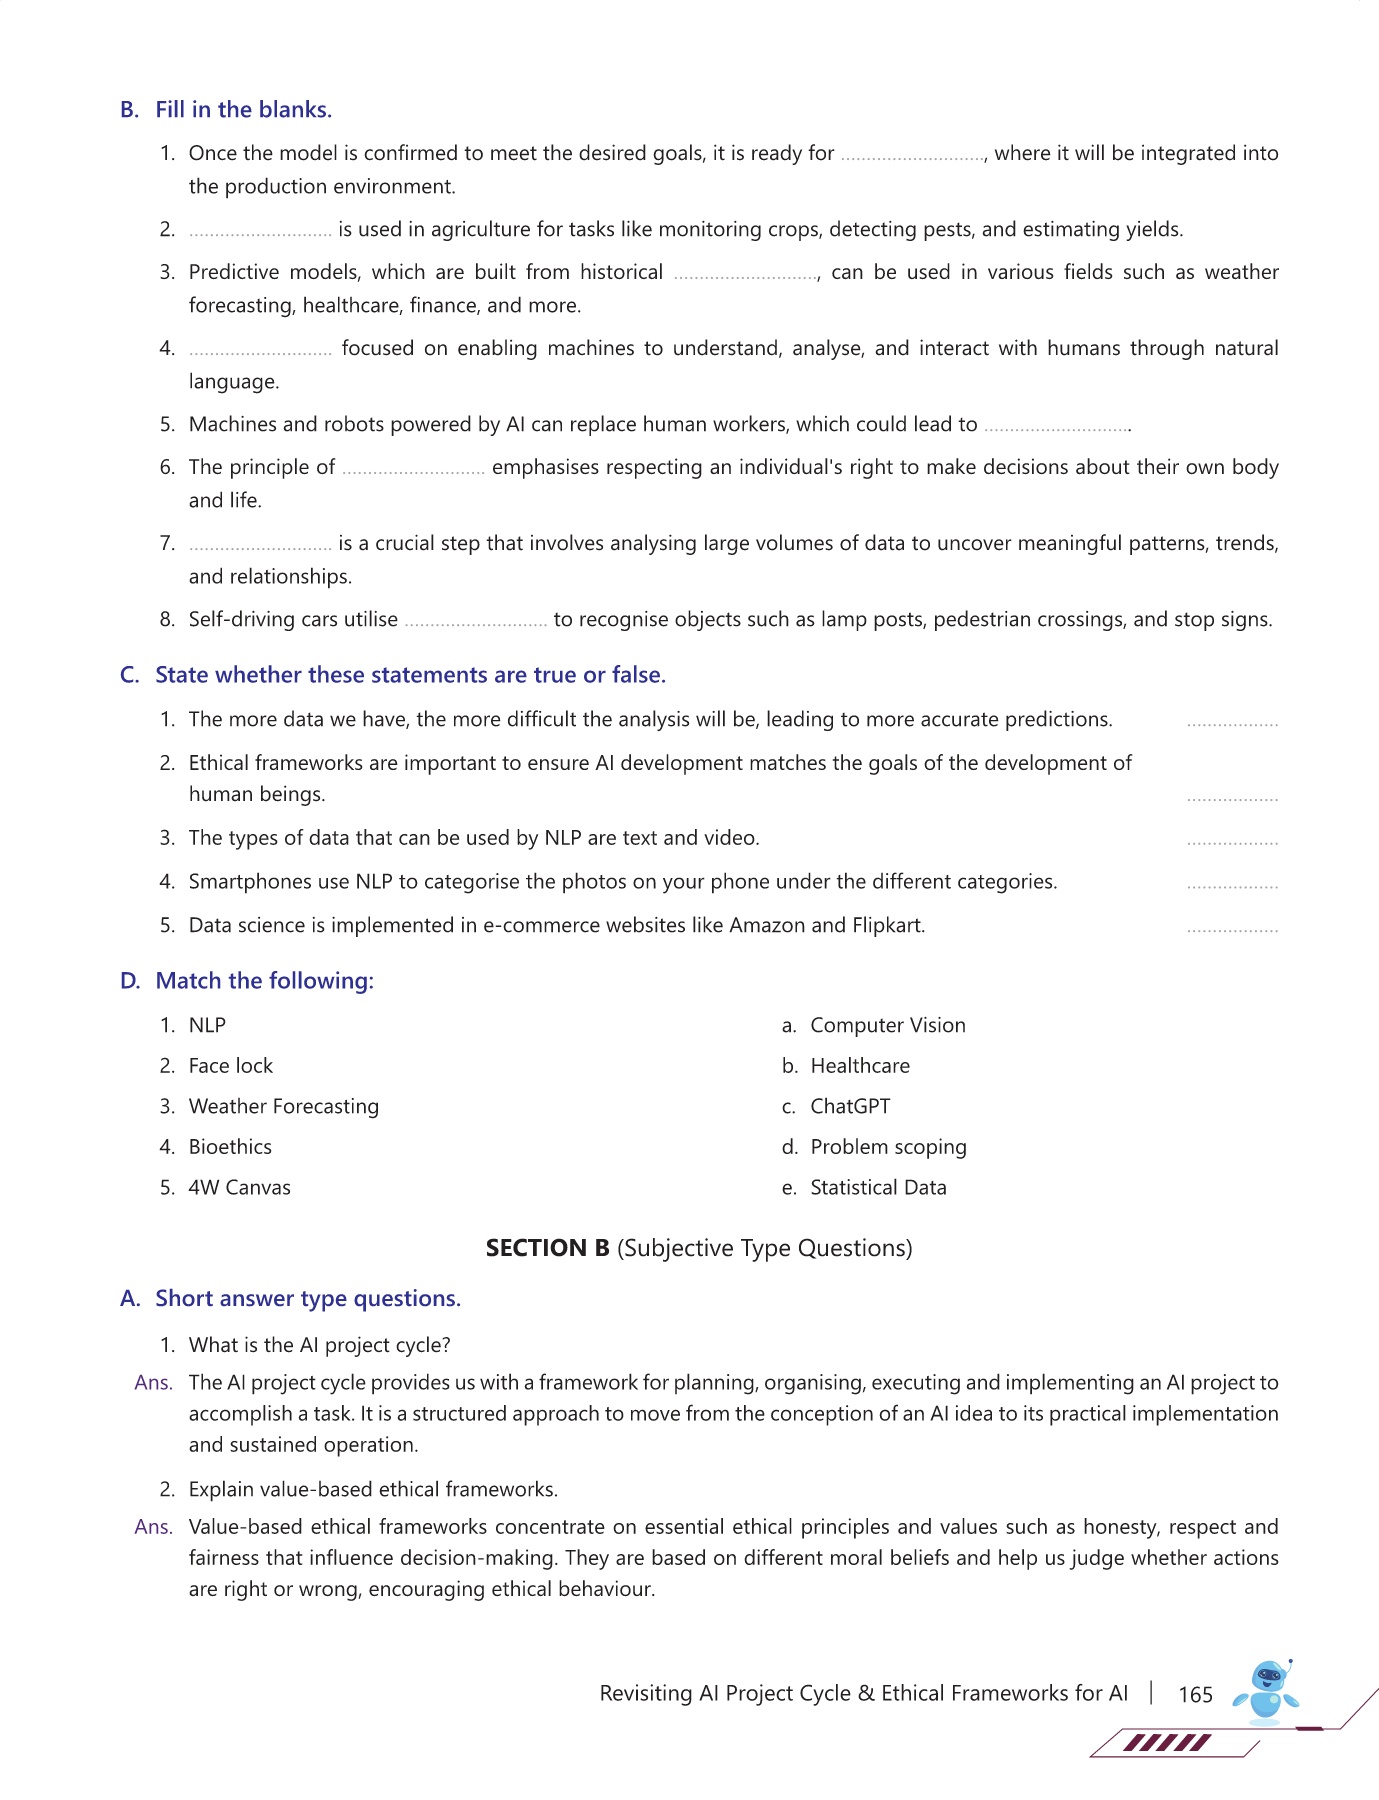 B. Fill in the blanks.
1. Once the model is confirmed to meet the desired goals, it is ready for ............................, where it will be integrated into
the production environment.
2. ............................ is used in agriculture for tasks like monitoring crops, detecting pests, and estimating yields.
3. Predictive models, which are built from historical ............................, can be used in various fields such as weather
forecasting, healthcare, finance, and more.
4. ............................ focused on enabling machines to understand, analyse, and interact with humans through natural
language.
5. Machines and robots powered by AI can replace human workers, which could lead to .............................
6. The principle of ............................ emphasises respecting an individual's right to make decisions about their own body
and life.
7. ............................ is a crucial step that involves analysing large volumes of data to uncover meaningful patterns, trends,
and relationships.
8. Self-driving cars utilise ............................ to recognise objects such as lamp posts, pedestrian crossings, and stop signs.
C. State whether these statements are true or false.
1. The more data we have, the more difficult the analysis will be, leading to more accurate predictions. ..................
2. Ethical frameworks are important to ensure AI development matches the goals of the development of
human beings. ..................
3. The types of data that can be used by NLP are text and video. ..................
4. Smartphones use NLP to categorise the photos on your phone under the different categories. ..................
5. Data science is implemented in e-commerce websites like Amazon and Flipkart. ..................
D. Match the following:
1. NLP a. Computer Vision
2. Face lock b. Healthcare
3. Weather Forecasting c. ChatGPT
4. Bioethics d. Problem scoping
5. 4W Canvas e. Statistical Data
SECTION B (Subjective Type Questions)
A. Short answer type questions.
1. What is the AI project cycle?
Ans. The AI project cycle provides us with a framework for planning, organising, executing and implementing an AI project to
accomplish a task. It is a structured approach to move from the conception of an AI idea to its practical implementation
and sustained operation.
2. Explain value-based ethical frameworks.
Ans. Value-based ethical frameworks concentrate on essential ethical principles and values such as honesty, respect and
fairness that influence decision-making. They are based on different moral beliefs and help us judge whether actions
are right or wrong, encouraging ethical behaviour.
Revisiting AI Project Cycle & Ethical Frameworks for AI | 165